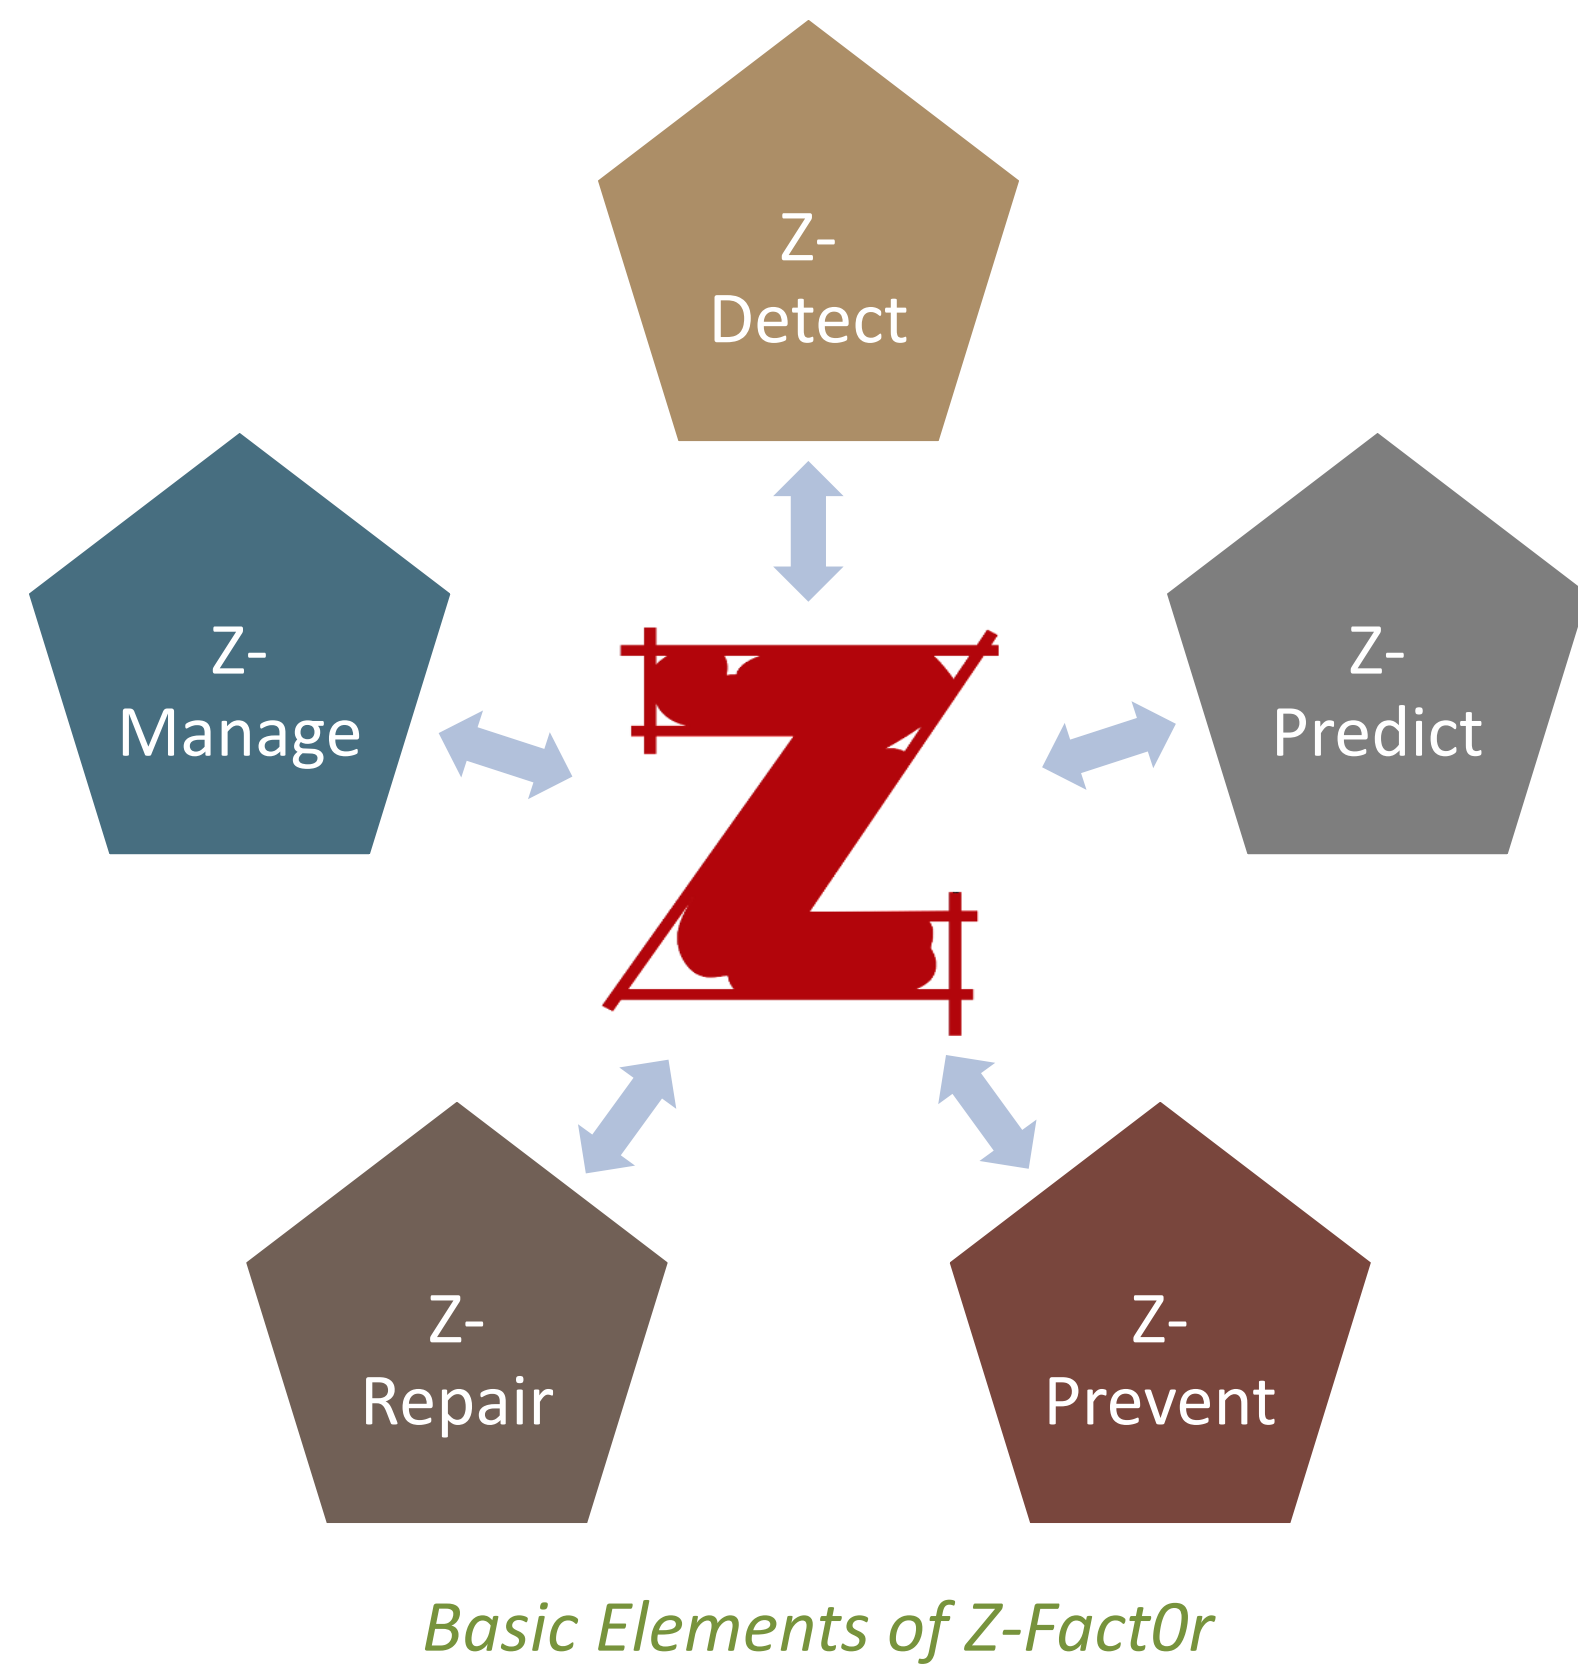 Z-
Detect
Z-
Manage
Z-
Predict
Z
Z-
Repair
Z-
Prevent
Basic Elements of Z-Fact0r